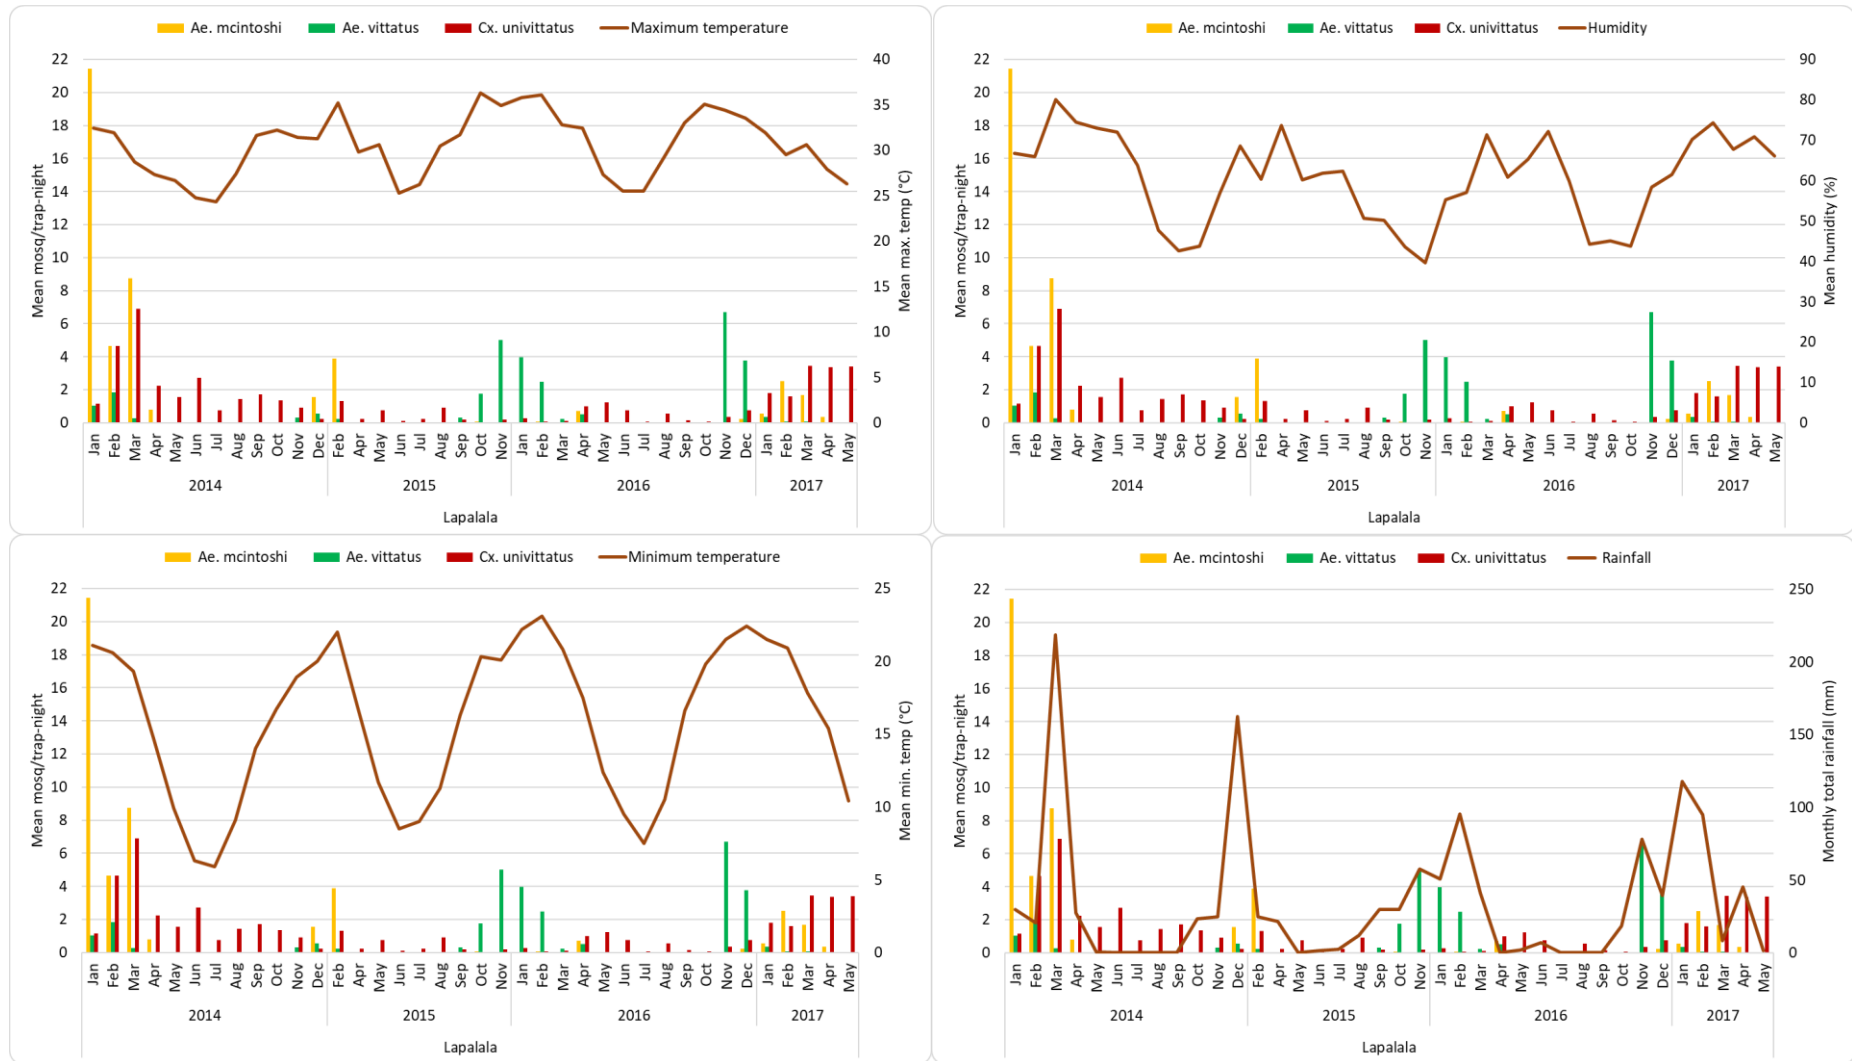 Ae. mcintoshi Ae. vittatus Cx. univittatus Maximum temperature
Mean mosq/trap-night
22 20 18 16 14 12 10 8 6 4 2 0
40 35 30 25 20 15 10 5 0
Mean max. temp (°C)
Jan Feb Mar Apr May Jun Jul Aug Sep Oct Nov Dec Feb Apr May Jun Jul Aug Sep Oct Nov Jan Feb Mar Apr May Jun Jul Aug Sep Oct Nov Dec Jan Feb Mar Apr May
2014 2015 2016 2017
Lapalala
Ae. mcintoshi Ae. vittatus Cx. univittatus Humidity
Mean mosq/trap-night
22 20 18 16 14 12 10 8 6 4 2 0
90 80 70 60 50 40 30 20 10 0
Mean humidity (%)
Jan Feb Mar Apr May Jun Jul Aug Sep Oct Nov Dec Feb Apr May Jun Jul Aug Sep Oct Nov Jan Feb Mar Apr May Jun Jul Aug Sep Oct Nov Dec Jan Feb Mar Apr May
2014 2015 2016 2017
Lapalala
Ae. mcintoshi Ae. vittatus Cx. univittatus Minimum temperature
Mean mosq/trap-night
22 20 18 16 14 12 10 8 6 4 2 0
25 20 15 10 5 0
Mean min. temp (°C)
Jan Feb Mar Apr May Jun Jul Aug Sep Oct Nov Dec Feb Apr May Jun Jul Aug Sep Oct Nov Jan Feb Mar Apr May Jun Jul Aug Sep Oct Nov Dec Jan Feb Mar Apr May
2014 2015 2016 2017
Lapalala
Ae. mcintoshi Ae. vittatus Cx. univittatus Rainfall
Mean mosq/trap-night
22 20 18 16 14 12 10 8 6 4 2 0
250 200 150 100 50 0
Monthly total rainfall (mm)
Jan Feb Mar Apr May Jun Jul Aug Sep Oct Nov Dec Feb Apr May Jun Jul Aug Sep Oct Nov Jan Feb Mar Apr May Jun Jul Aug Sep Oct Nov Dec Jan Feb Mar Apr May
2014 2015 2016 2017
Lapalala